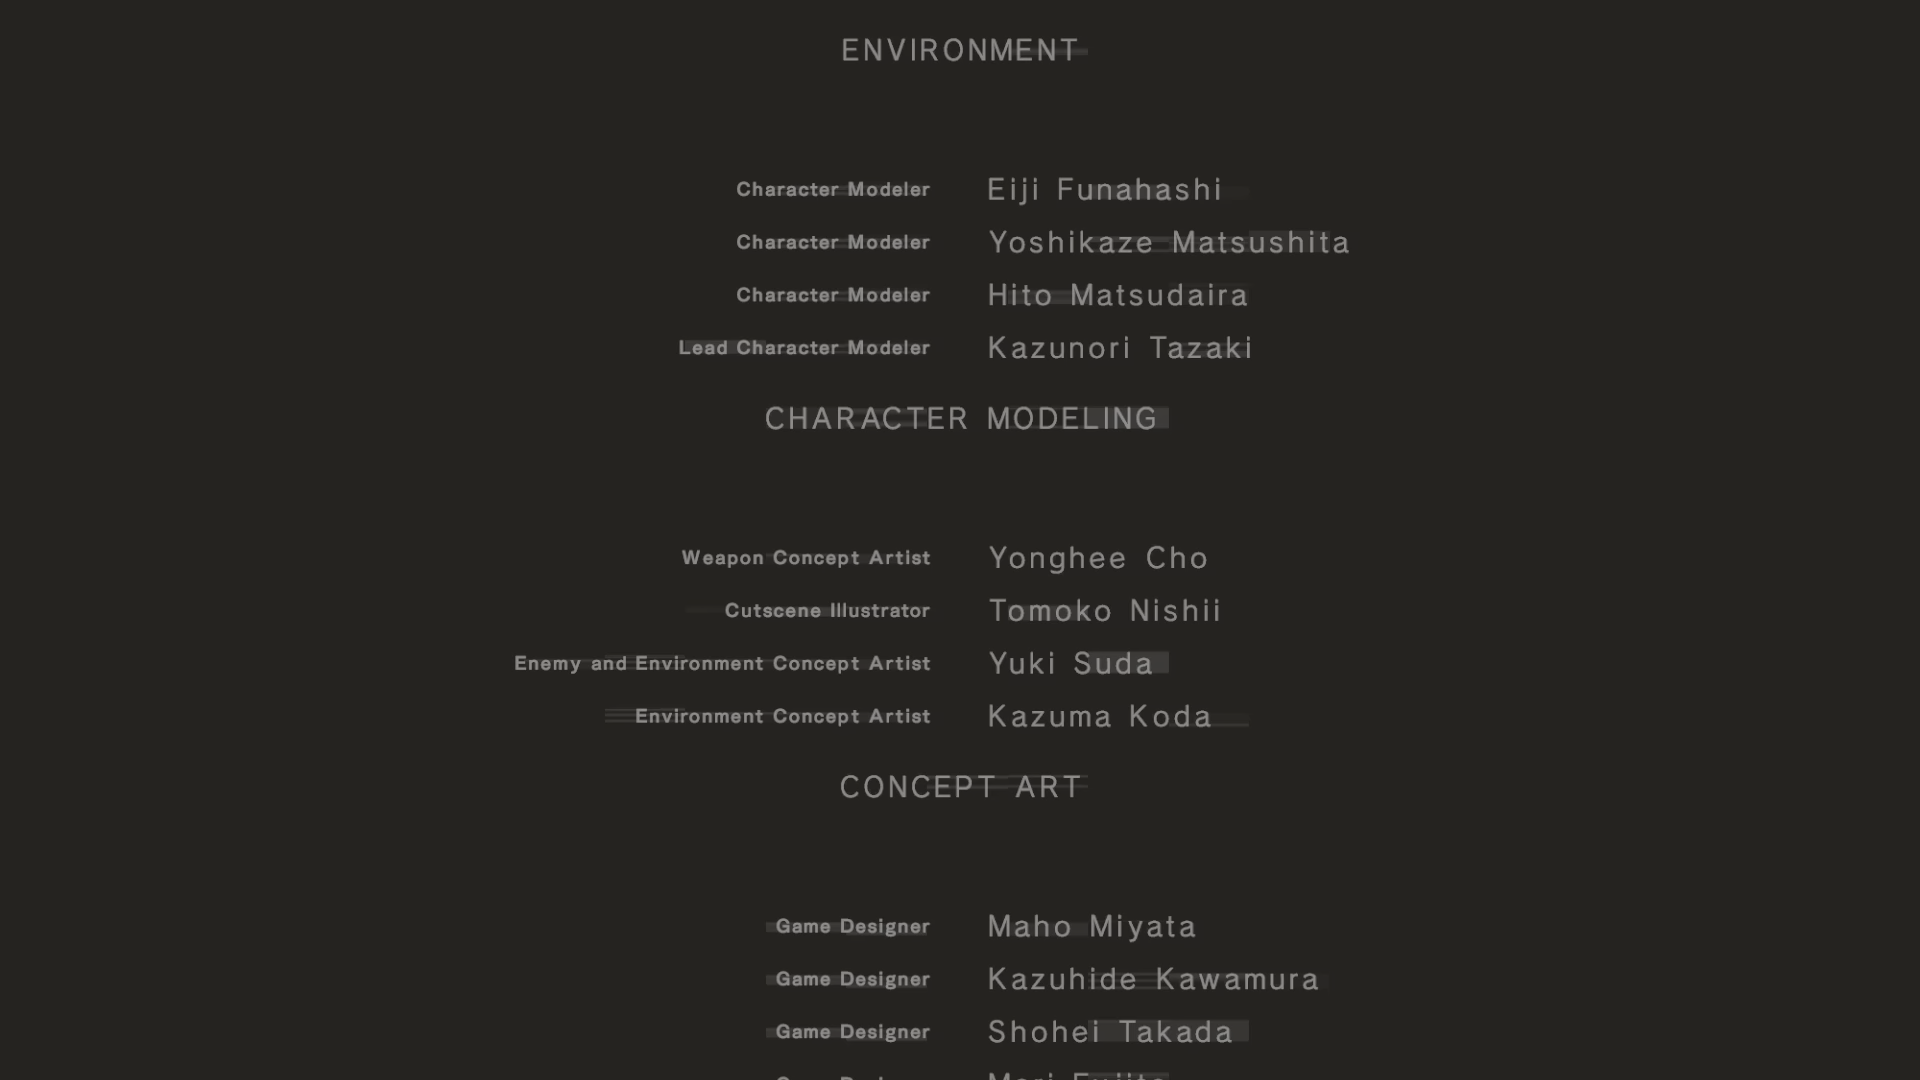 ENVIRONMENT
Character Modeler Eiji Funahashi
Character Modeler Yoshikaze Matsushita
Character Modeler Hito Matsudaira
Lead Character Modeler Kazunori Tazaki
CHARACTER MODELING
Weapon Concept Artist Yonghee Cho
Cutscene Illustrator Tomoko Nishii
Enemy and Environment Concept Artist Yuki Suda
Environment Concept Artist Kazuma Koda
CONCEPT ART
Game Designer Maho Miyata
Game Designer Kazuhide Kawamura
Game Designer Shohei Takada